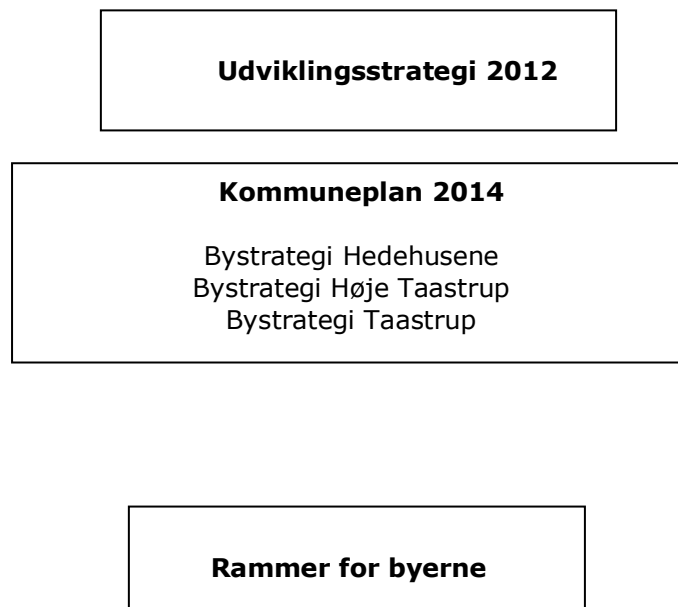 Udviklingsstrategi 2012
Kommuneplan 2014
Bystrategi Hedehusene
Bystrategi Høje Taastrup
Bystrategi Taastrup
Rammer for byerne